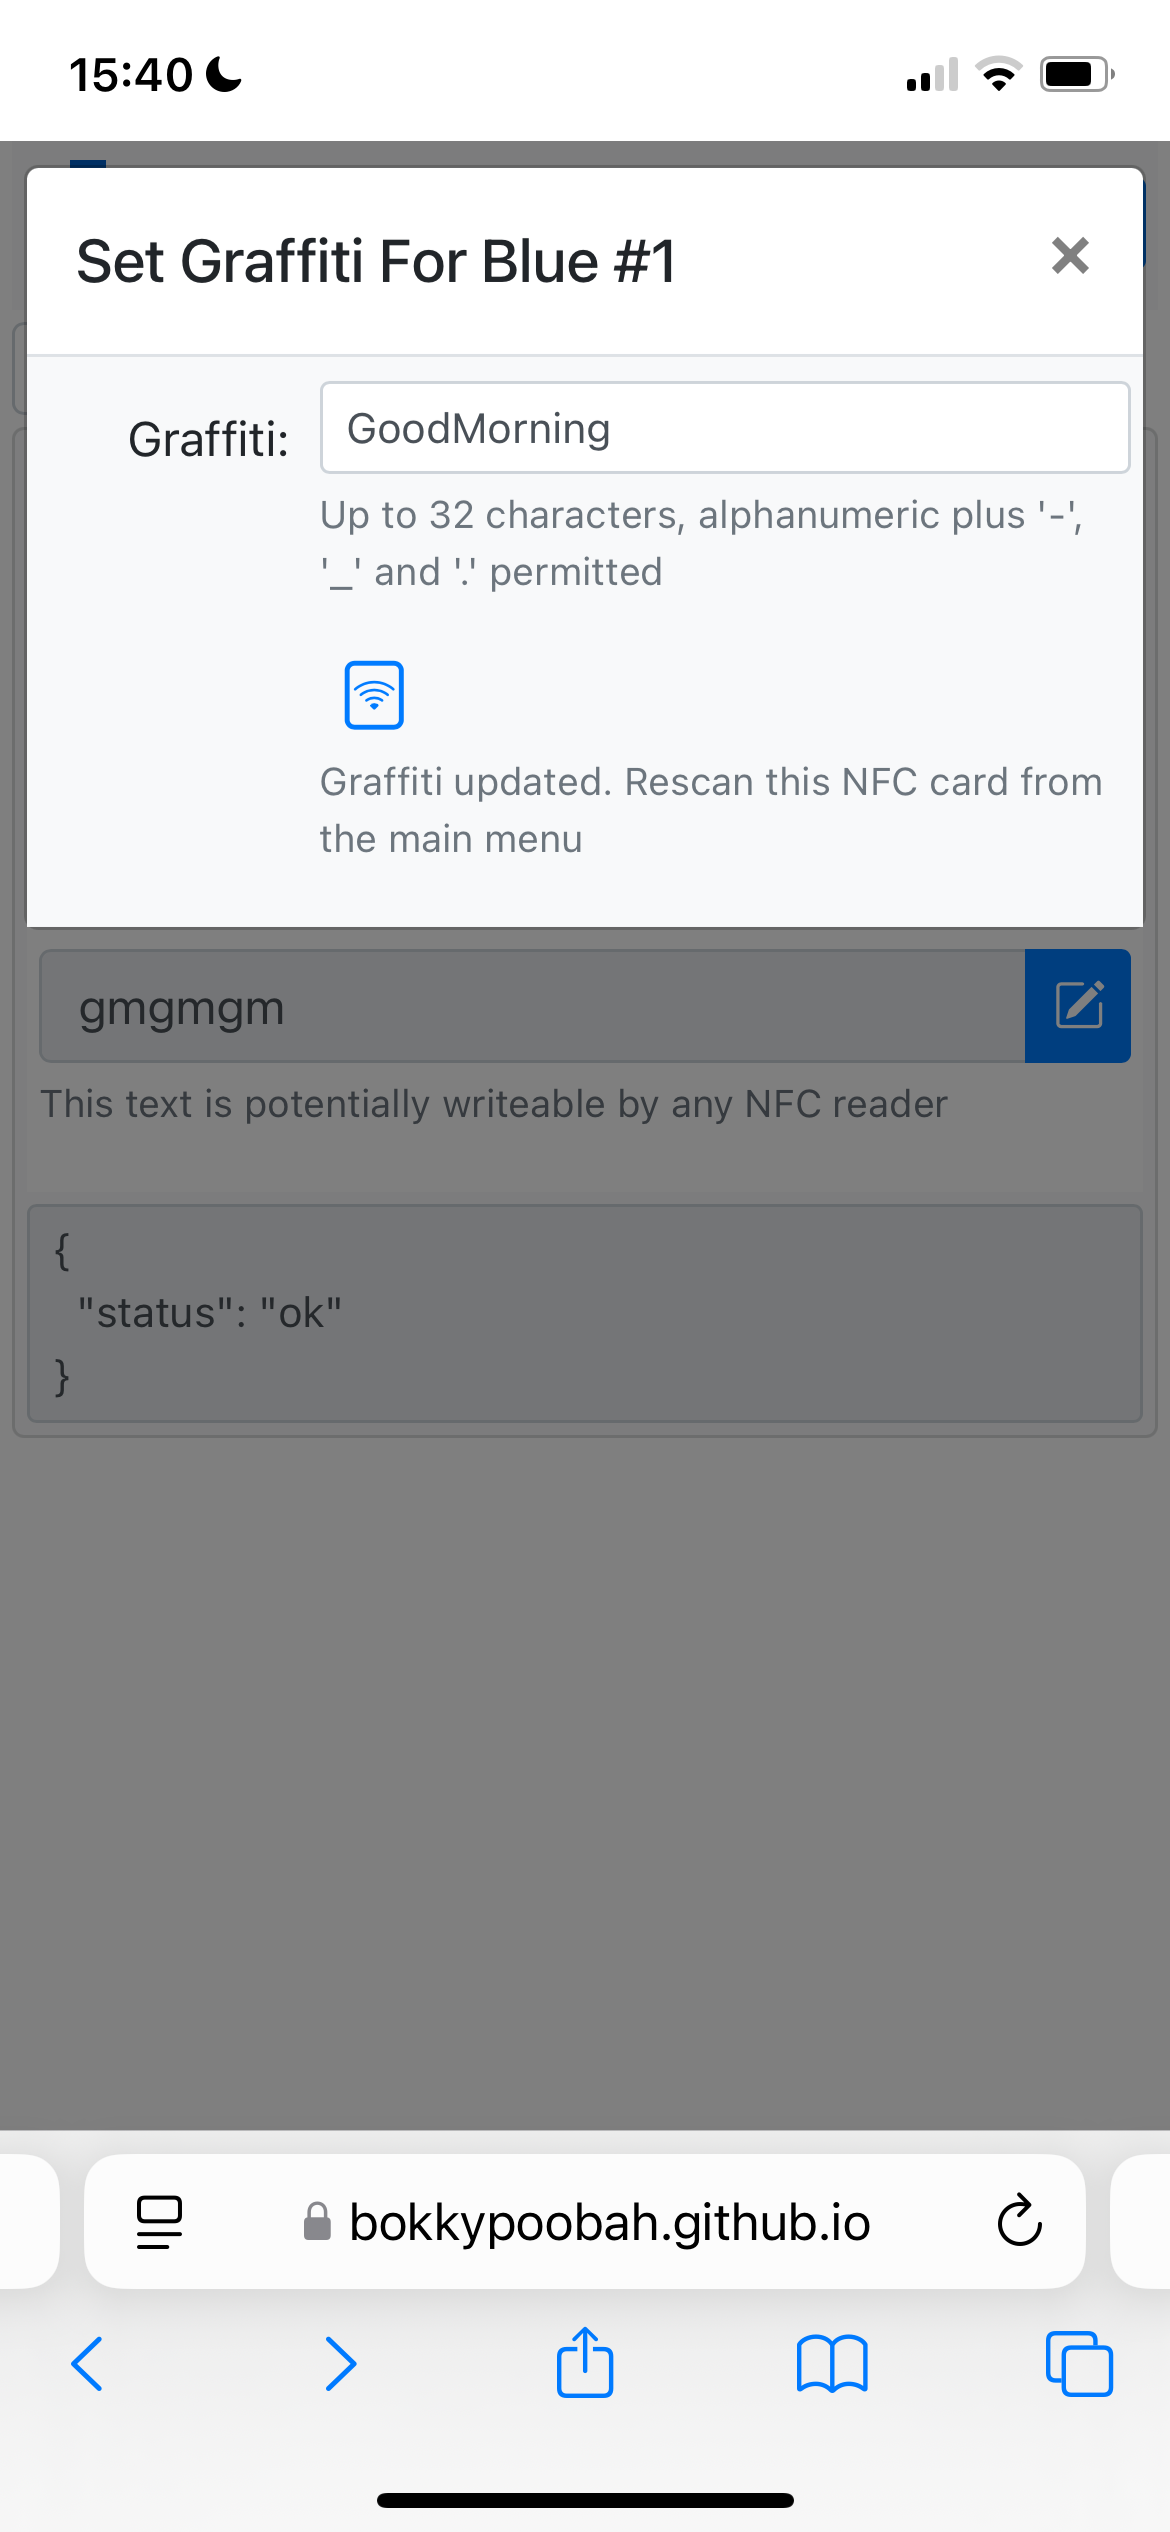 15:40
Set Graffiti For Blue #1
Graffiti:
GoodMorning
Up to 32 characters, alphanumeric plus '-',
'_' and '.' permitted
Graffiti updated. Rescan this NFC card from
the main menu
gmgmgm
This text is potentially writeable by any NFC reader
{
"status": "ok"
}
bokkypoobah.github.io